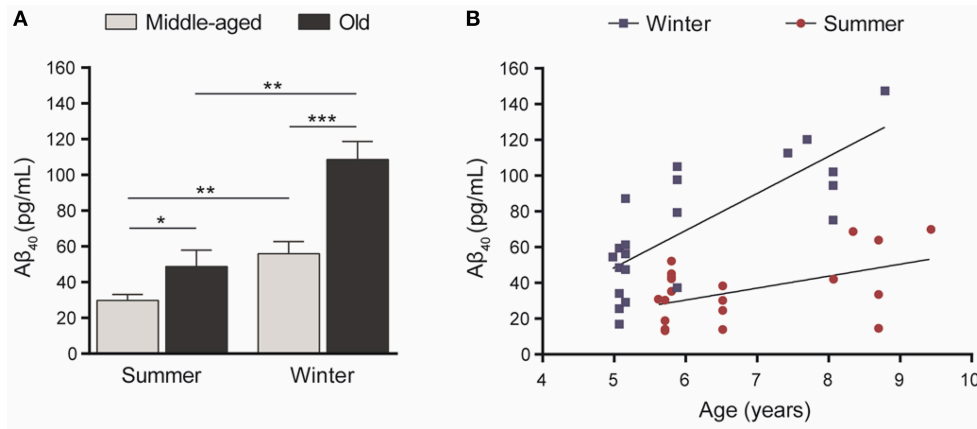 A
Middle-aged
Old
160
140
120
100
80
60
40
20
0
Aβ40 (pg/mL)
**
***
**
*
Summer
Winter
B
Winter
Summer
160
140
120
100
80
60
40
20
0
Aβ40 (pg/mL)
4 5 6 7 8 9 10
Age (years)